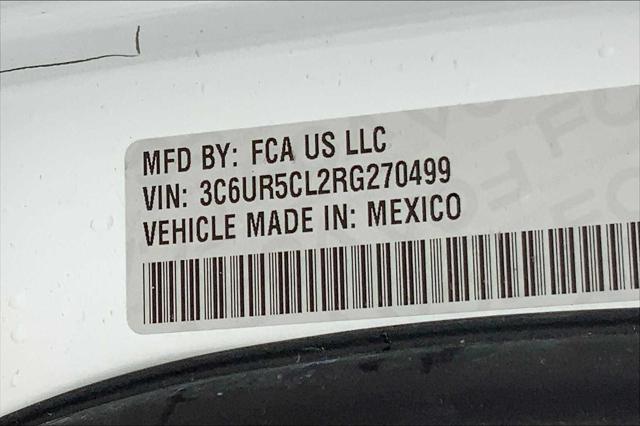 MFD BY: FCA US LLC
VIN: 3C6UR5CL2RG270499
VEHICLE MADE IN: MEXICO